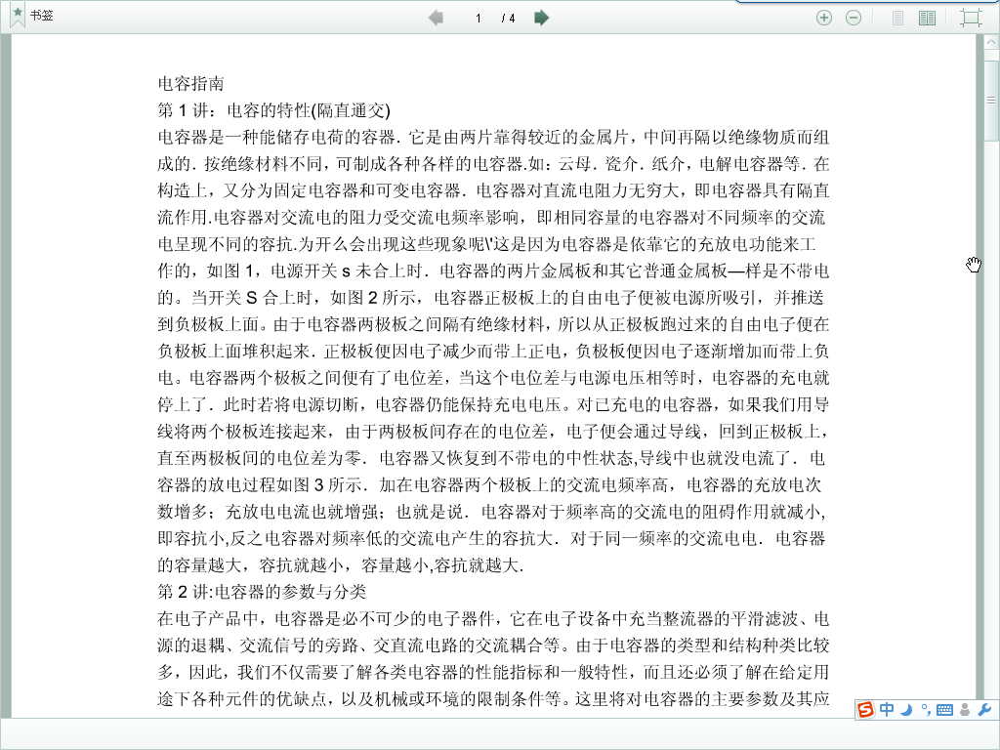 书签
1 / 4
电容指南
第 1 讲：电容的特性(隔直通交)
电容器是一种能储存电荷的容器．它是由两片靠得较近的金属片，中间再隔以绝缘物质而组
成的．按绝缘材料不同，可制成各种各样的电容器.如：云母．瓷介．纸介，电解电容器等．在
构造上，又分为固定电容器和可变电容器．电容器对直流电阻力无穷大，即电容器具有隔直
流作用.电容器对交流电的阻力受交流电频率影响，即相同容量的电容器对不同频率的交流
电呈现不同的容抗.为开么会出现这些现象呢\'这是因为电容器是依靠它的充放电功能来工
作的，如图 1，电源开关 s 未合上时．电容器的两片金属板和其它普通金属板—样是不带电
的。当开关 S 合上时，如图 2 所示，电容器正极板上的自由电子便被电源所吸引，并推送
到负极板上面。由于电容器两极板之间隔有绝缘材料，所以从正极板跑过来的自由电子便在
负极板上面堆积起来．正极板便因电子减少而带上正电，负极板便因电子逐渐增加而带上负
电。电容器两个极板之间便有了电位差，当这个电位差与电源电压相等时，电容器的充电就
停上了．此时若将电源切断，电容器仍能保持充电电压。对已充电的电容器，如果我们用导
线将两个极板连接起来，由于两极板间存在的电位差，电子便会通过导线，回到正极板上，
直至两极板间的电位差为零．电容器又恢复到不带电的中性状态,导线中也就没电流了．电
容器的放电过程如图 3 所示．加在电容器两个极板上的交流电频率高，电容器的充放电次
数增多；充放电电流也就增强；也就是说．电容器对于频率高的交流电的阻碍作用就减小，
即容抗小,反之电容器对频率低的交流电产生的容抗大．对于同一频率的交流电电．电容器
的容量越大，容抗就越小，容量越小,容抗就越大.
第 2 讲:电容器的参数与分类
在电子产品中，电容器是必不可少的电子器件，它在电子设备中充当整流器的平滑滤波、电
源的退耦、交流信号的旁路、交直流电路的交流耦合等。由于电容器的类型和结构种类比较
多，因此，我们不仅需要了解各类电容器的性能指标和一般特性，而且还必须了解在给定用
途下各种元件的优缺点，以及机械或环境的限制条件等。这里将对电容器的主要参数及其应
中